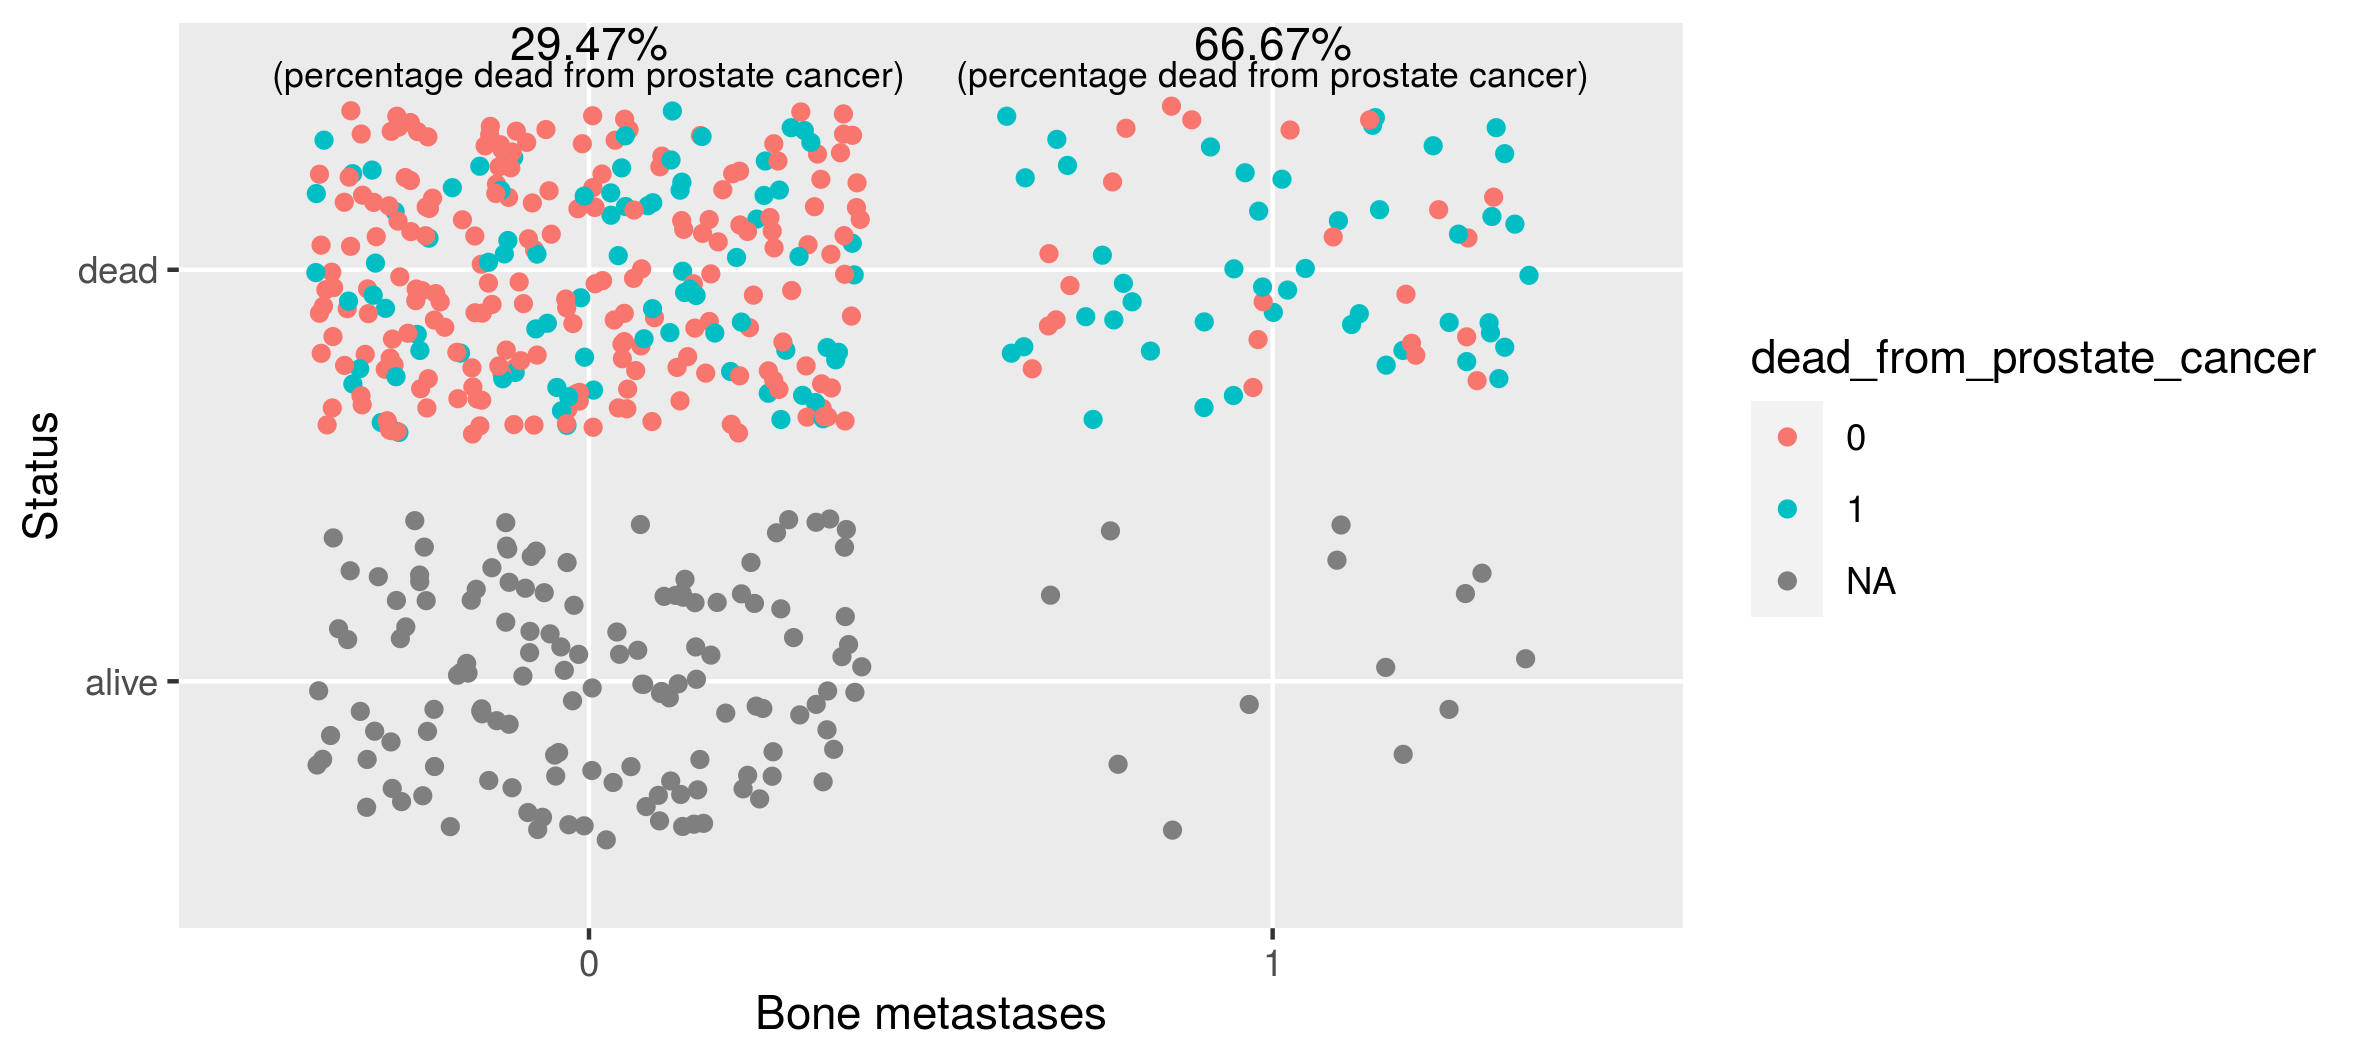 29.47%
(percentage dead from prostate cancer)
66.67%
(percentage dead from prostate cancer)
dead
alive
Status
0
1
Bone metastases
dead_from_prostate_cancer
0
1
NA